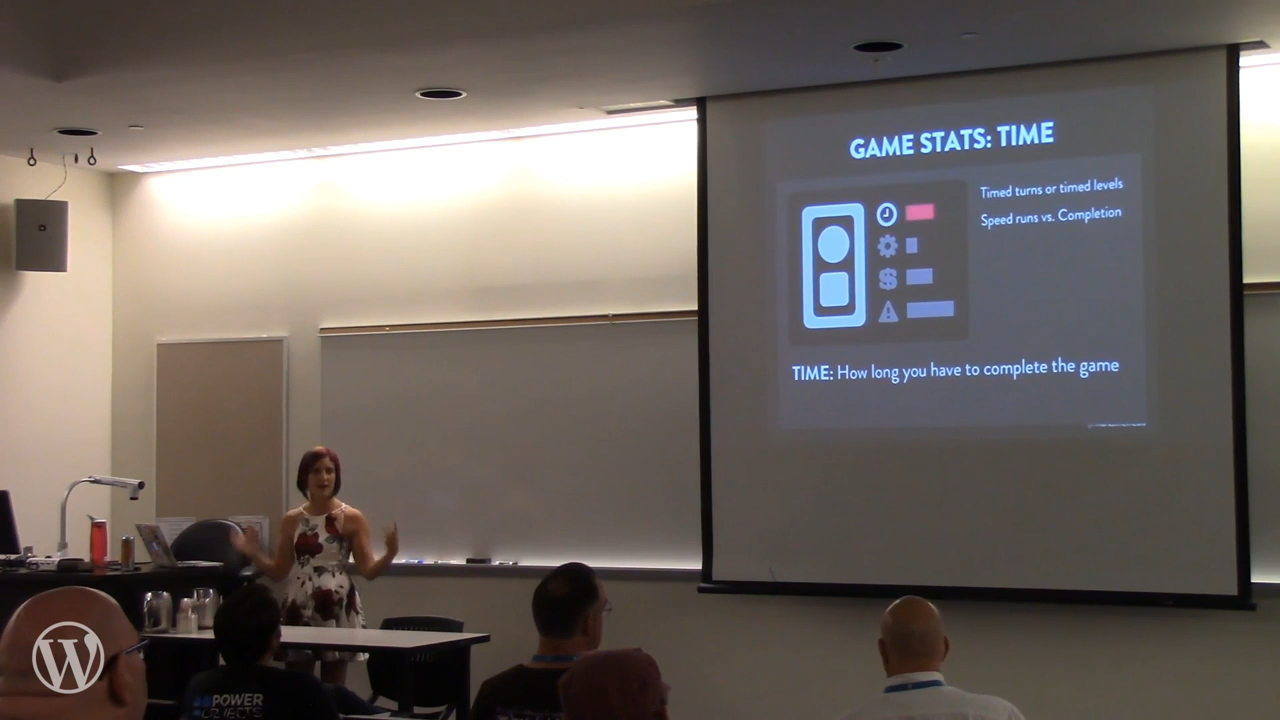 GAME STATS: TIME
Timed turns or timed levels
Speed runs vs. Completion
TIME: How long you have to complete the game
POWER
OBJECTS